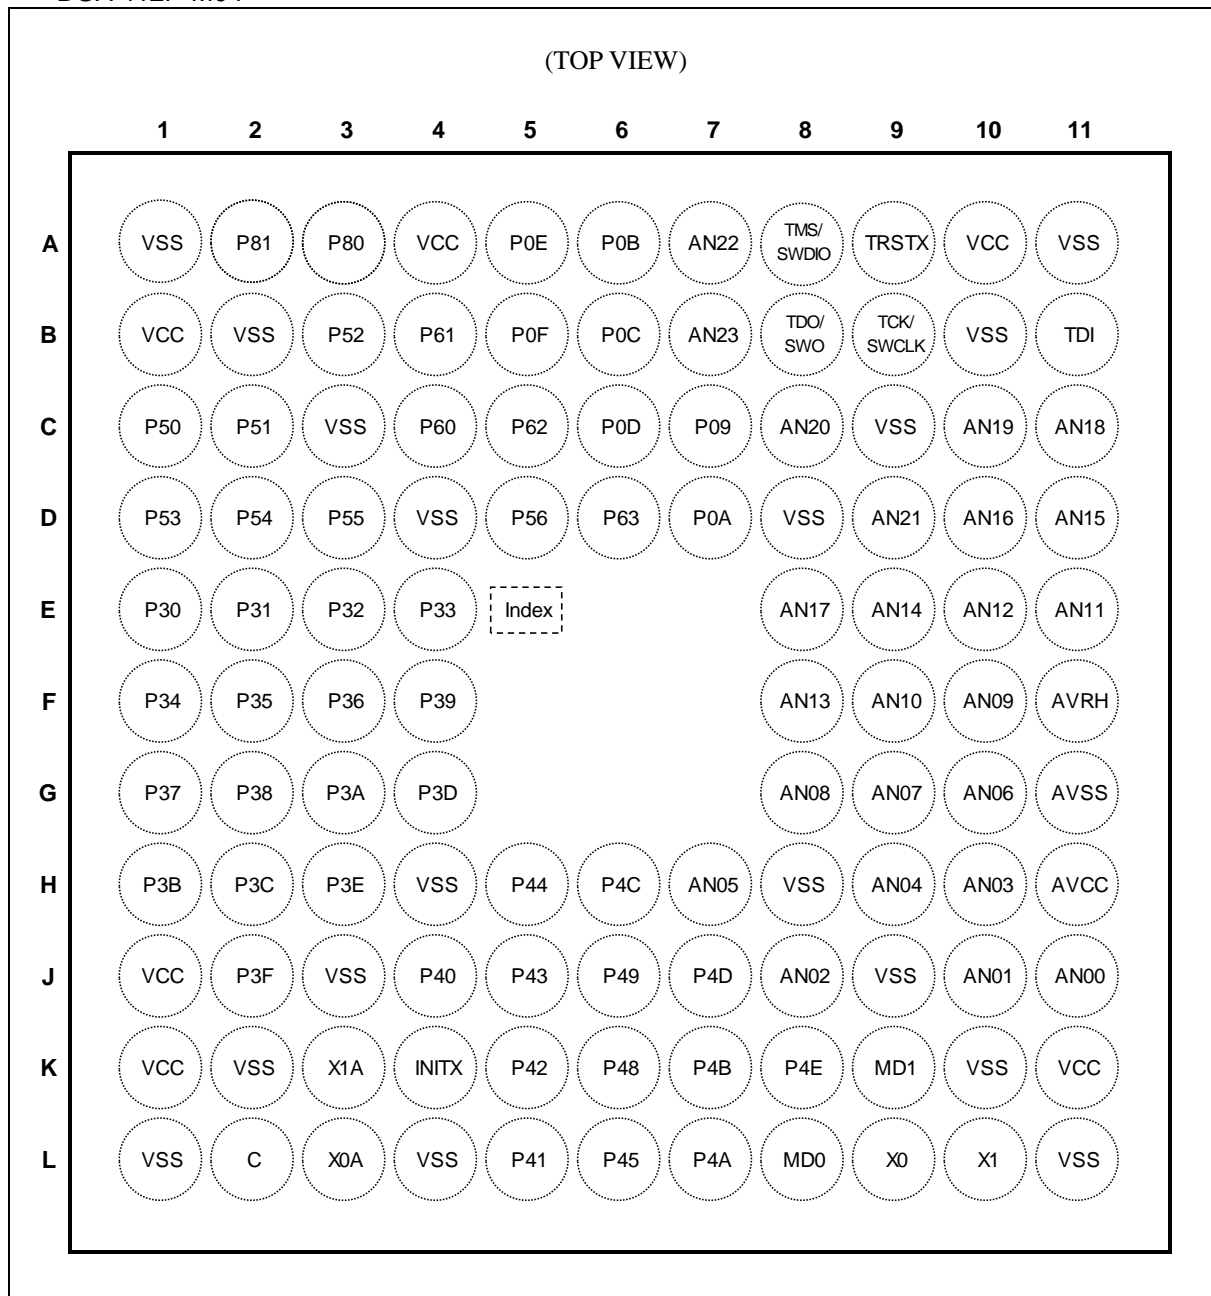 (TOP VIEW)
1 2 3 4 5 6 7 8 9 10 11
A VSS P81 P80 VCC P0E P0B AN22 TMS/ SWDIO TRSTX VCC VSS
B VCC VSS P52 P61 P0F P0C AN23 TDO/ SWO TCK/ SWCLK VSS TDI
C P50 P51 VSS P60 P62 P0D P09 AN20 VSS AN19 AN18
D P53 P54 P55 VSS P56 P63 P0A VSS AN21 AN16 AN15
E P30 P31 P32 P33 Index AN17 AN14 AN12 AN11
F P34 P35 P36 P39 AN13 AN10 AN09 AVRH
G P37 P38 P3A P3D AN08 AN07 AN06 AVSS
H P3B P3C P3E VSS P44 P4C AN05 VSS AN04 AN03 AVCC
J VCC P3F VSS P40 P43 P49 P4D AN02 VSS AN01 AN00
K VCC VSS X1A INITX P42 P48 P4B P4E MD1 VSS VCC
L VSS C X0A VSS P41 P45 P4A MD0 X0 X1 VSS